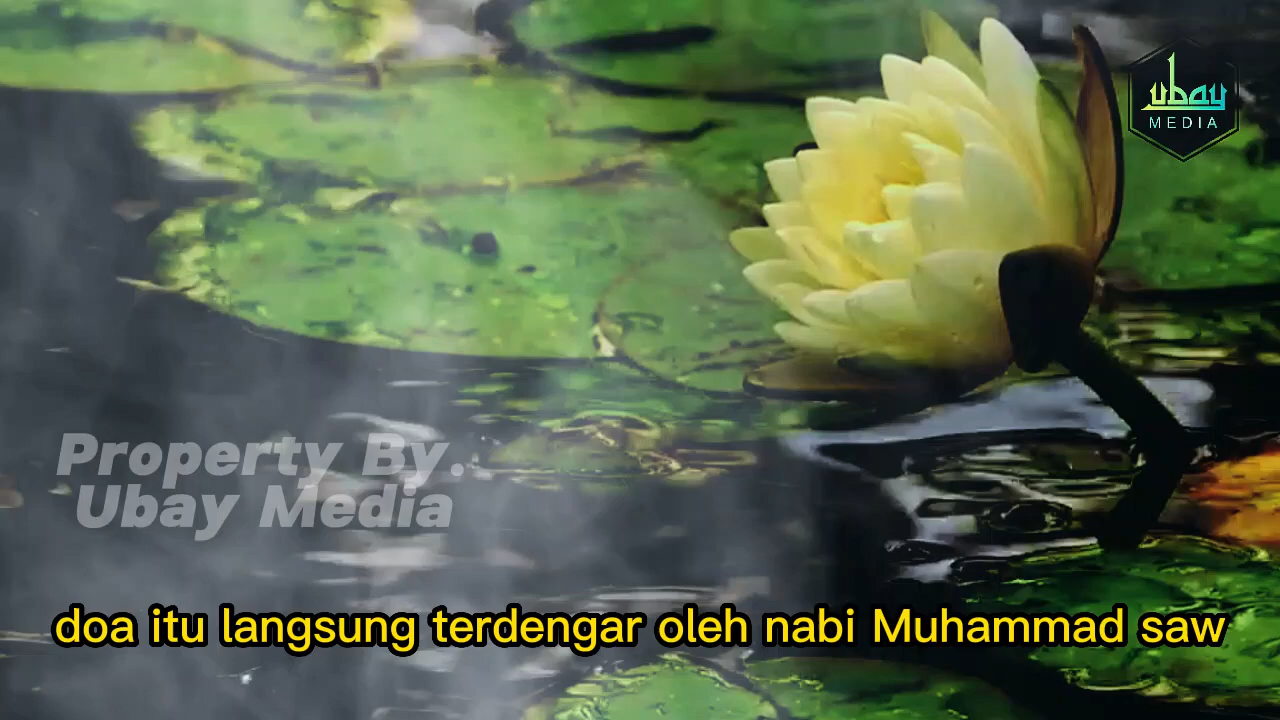 ubay
MEDIA
Property By.
Ubay Media
doa itu langsung terdengar oleh nabi Muhammad saw